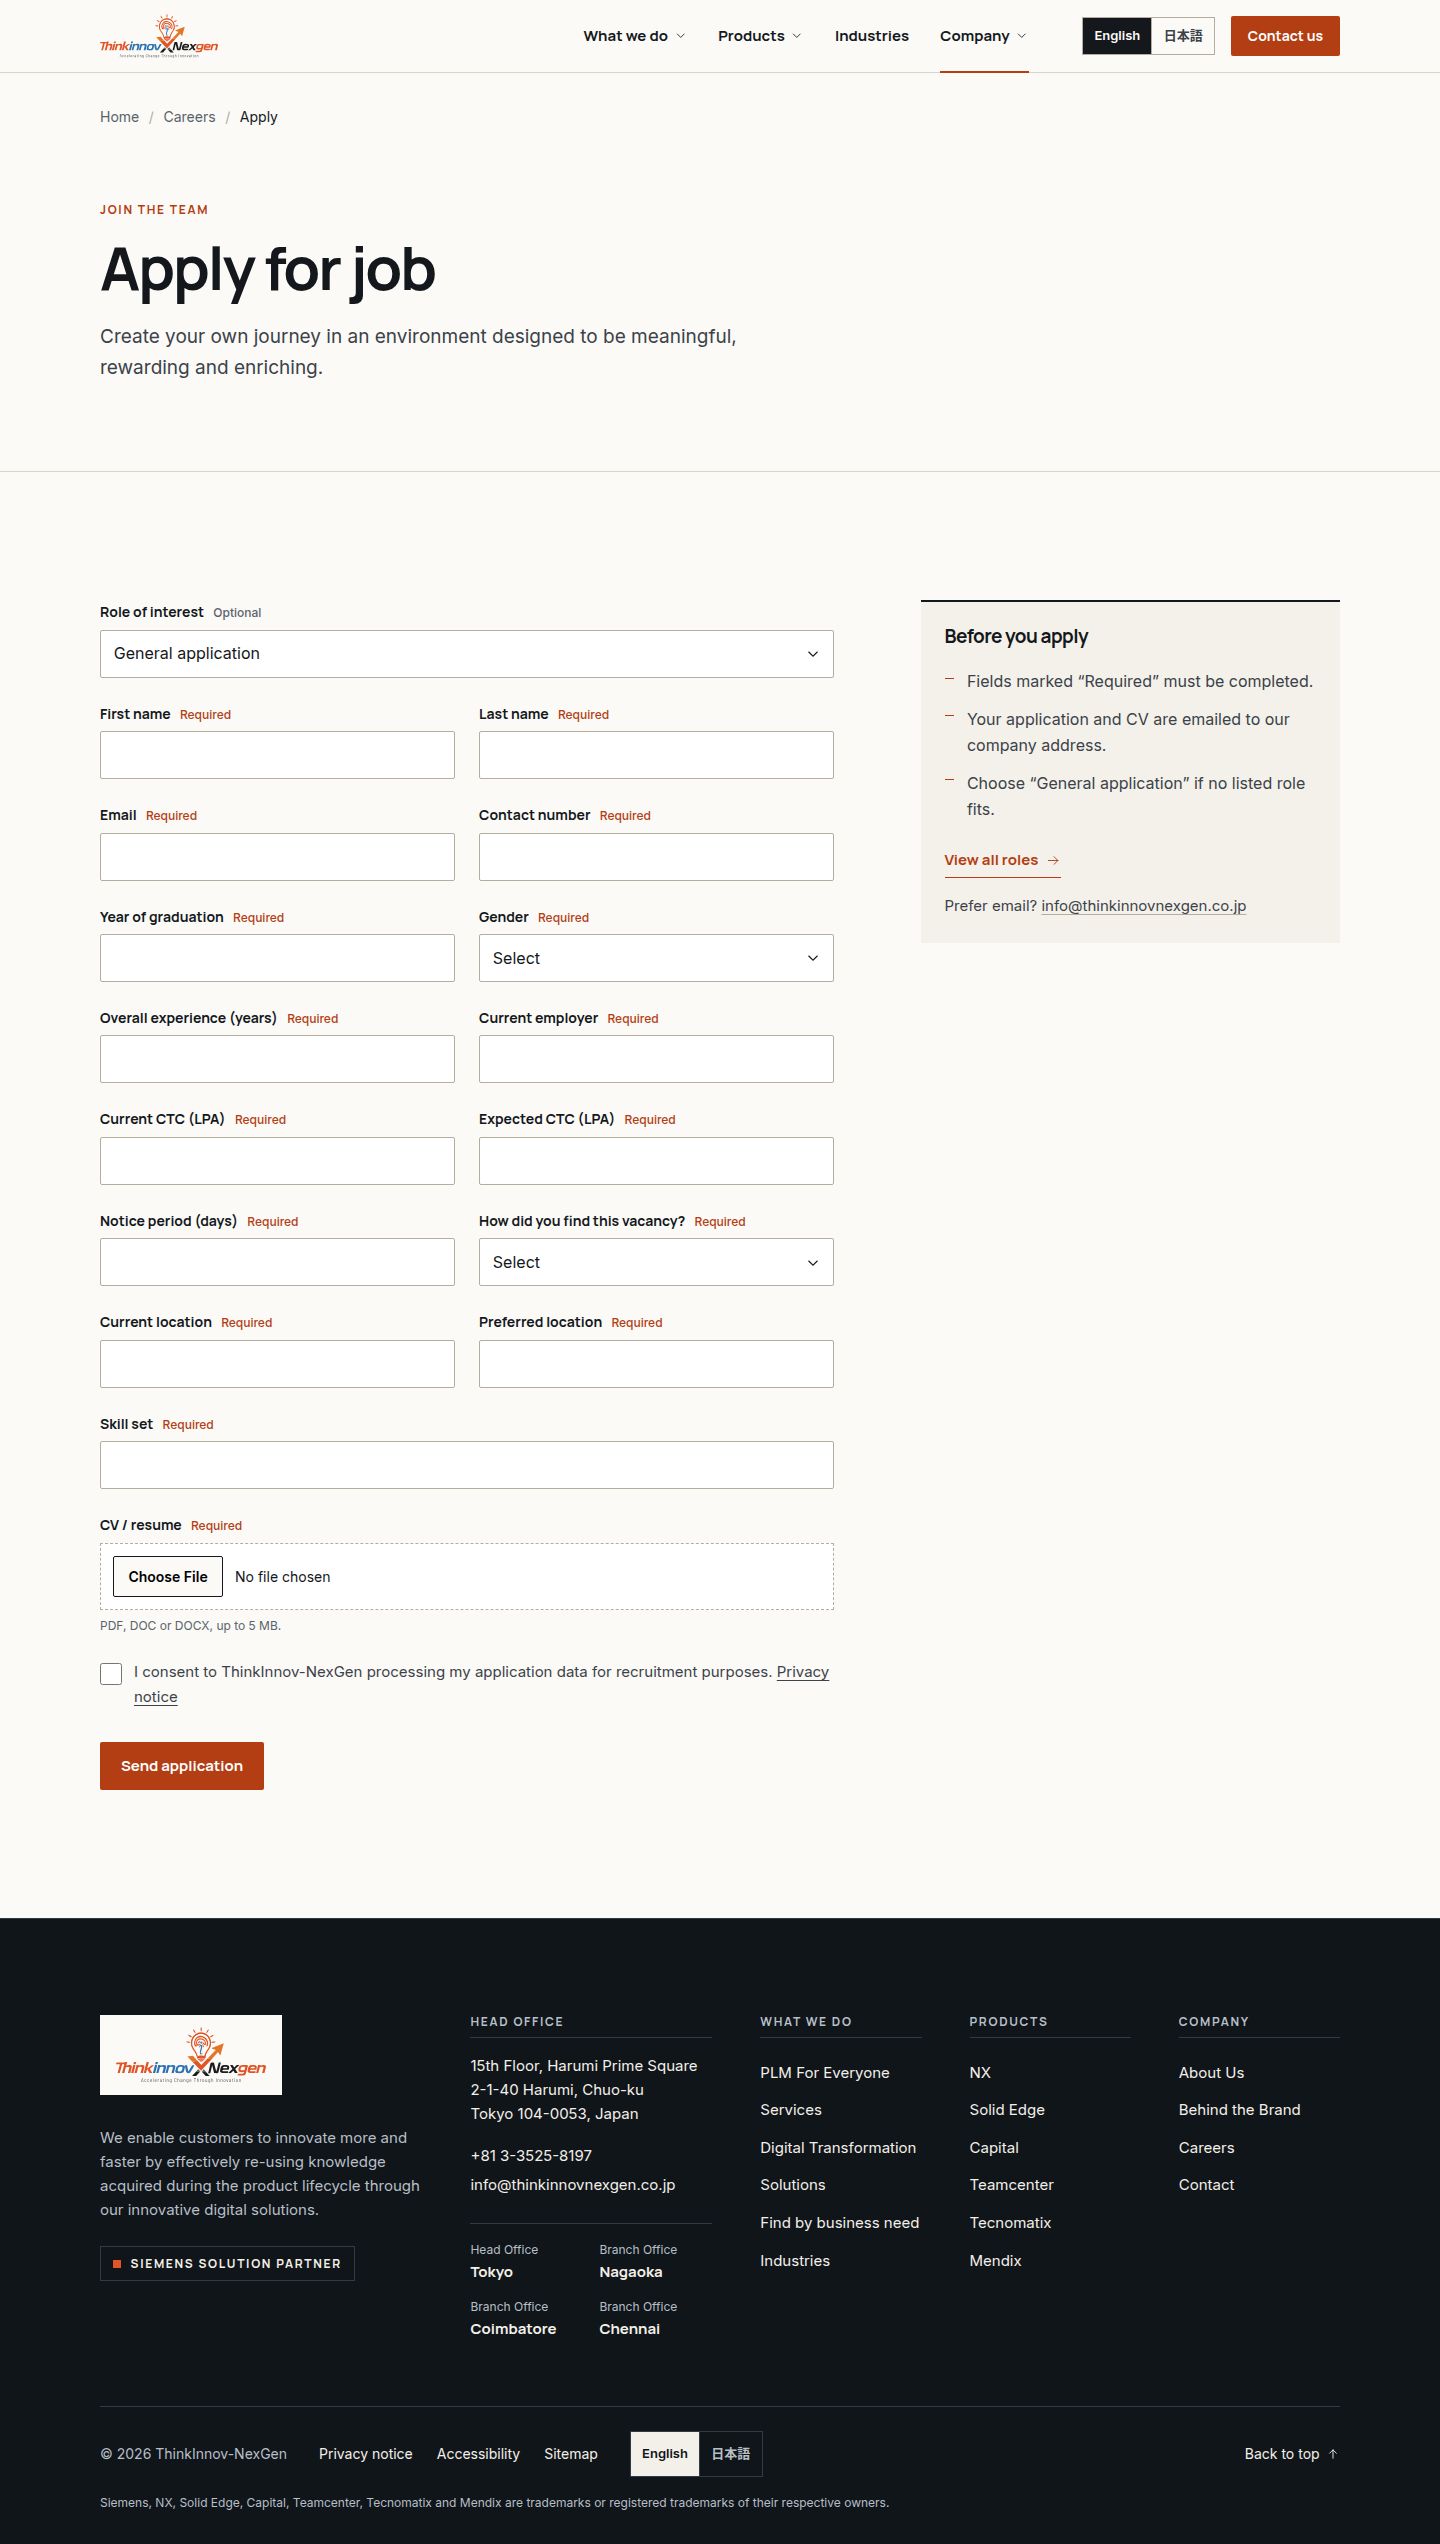 ThinkinnovXNexgen
Accelerating Change Through Innovation
What we do
Products
Industries
Company
English
日本語
Contact us
Home / Careers / Apply
JOIN THE TEAM
Apply for job
Create your own journey in an environment designed to be meaningful,
rewarding and enriching.
Role of interest Optional
General application
First name Required
Last name Required
Email Required
Contact number Required
Year of graduation Required
Gender Required
Select
Overall experience (years) Required
Current employer Required
Current CTC (LPA) Required
Expected CTC (LPA) Required
Notice period (days) Required
How did you find this vacancy? Required
Select
Current location Required
Preferred location Required
Skill set Required
CV / resume Required
Choose File No file chosen
PDF, DOC or DOCX, up to 5 MB.
I consent to ThinkInnov-NexGen processing my application data for recruitment purposes. Privacy
notice
Send application
Before you apply
Fields marked “Required” must be completed.
Your application and CV are emailed to our
company address.
Choose “General application” if no listed role
fits.
View all roles →
Prefer email? info@thinkinnovnexgen.co.jp
ThinkinnovXNexgen
Accelerating Change Through Innovation
We enable customers to innovate more and
faster by effectively re-using knowledge
acquired during the product lifecycle through
our innovative digital solutions.
SIEMENS SOLUTION PARTNER
HEAD OFFICE
15th Floor, Harumi Prime Square
2-1-40 Harumi, Chuo-ku
Tokyo 104-0053, Japan
+81 3-3525-8197
info@thinkinnovnexgen.co.jp
Head Office
Tokyo
Branch Office
Nagaoka
Branch Office
Coimbatore
Branch Office
Chennai
WHAT WE DO
PLM For Everyone
Services
Digital Transformation
Solutions
Find by business need
Industries
PRODUCTS
NX
Solid Edge
Capital
Teamcenter
Tecnomatix
Mendix
COMPANY
About Us
Behind the Brand
Careers
Contact
© 2026 ThinkInnov-NexGen
Privacy notice
Accessibility
Sitemap
English
日本語
Back to top ↑
Siemens, NX, Solid Edge, Capital, Teamcenter, Tecnomatix and Mendix are trademarks or registered trademarks of their respective owners.